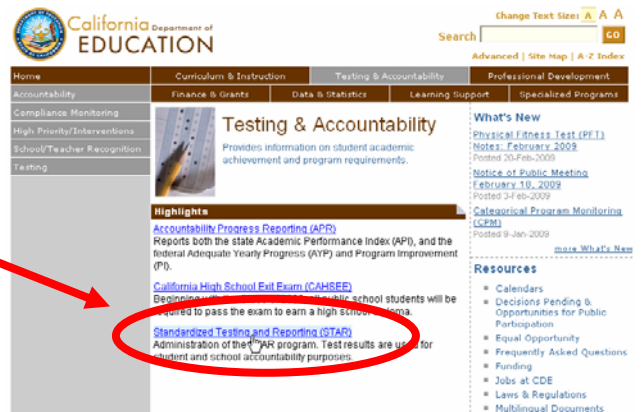 California Department of
EDUCATION
Change Text Size: A A A
Search GO
Advanced | Site Map | A-Z Index
Home Curriculum & Instruction Testing & Accountability Professional Development
Finance & Grants Data & Statistics Learning Support Specialized Programs
Accountability
Compliance Monitoring
High Priority/Interventions
School/Teacher Recognition
Testing
Testing & Accountability
Provides information on student academic
achievement and program requirements.
Highlights
Accountability Progress Reporting (APR)
Reports both the state Academic Performance Index (API), and the
federal Adequate Yearly Progress (AYP) and Program Improvement
(PI).
California High School Exit Exam (CAHSEE)
Beginning with the public school students will be
required to pass the exam to earn a high school diploma.
Standardized Testing and Reporting (STAR)
Administration of the STAR program. Test results are used for
student and school accountability purposes.
What's New
Physical Fitness Test (PFT)
Notes: February 2009
Posted 20-Feb-2009
Notice of Public Meeting
February 10, 2009
Posted 3-Feb-2009
Categorical Program Monitoring
(CPM)
Posted 9-Jan-2009
more What's New
Resources
Calendars
Decisions Pending &
Opportunities for Public
Participation
Equal Opportunity
Frequently Asked Questions
Funding
Jobs at CDE
Laws & Regulations
Multilingual Documents